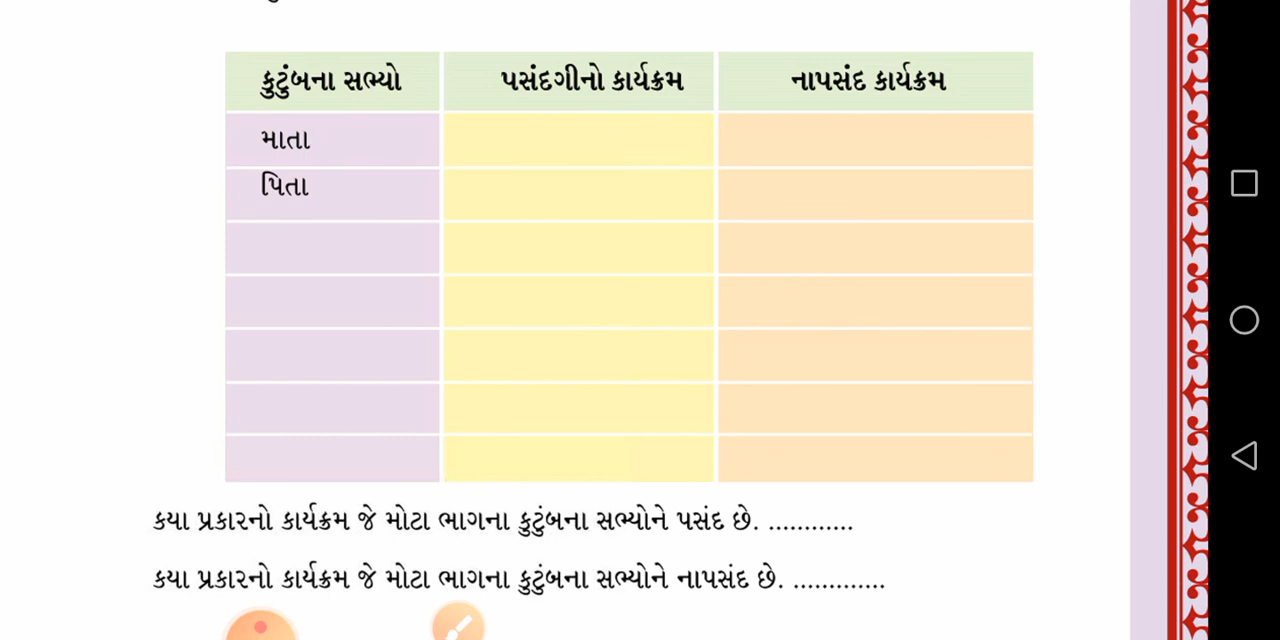 કુટુંબના સભ્યો પસંદગીનો કાર્યક્રમ નાપસંદ કાર્યક્રમ
માતા
પિતા
કયા પ્રકારનો કાર્યક્રમ જે મોટા ભાગના કુટુંબના સભ્યોને પસંદ છે. ............
કયા પ્રકારનો કાર્યક્રમ જે મોટા ભાગના કુટુંબના સભ્યોને નાપસંદ છે. .............